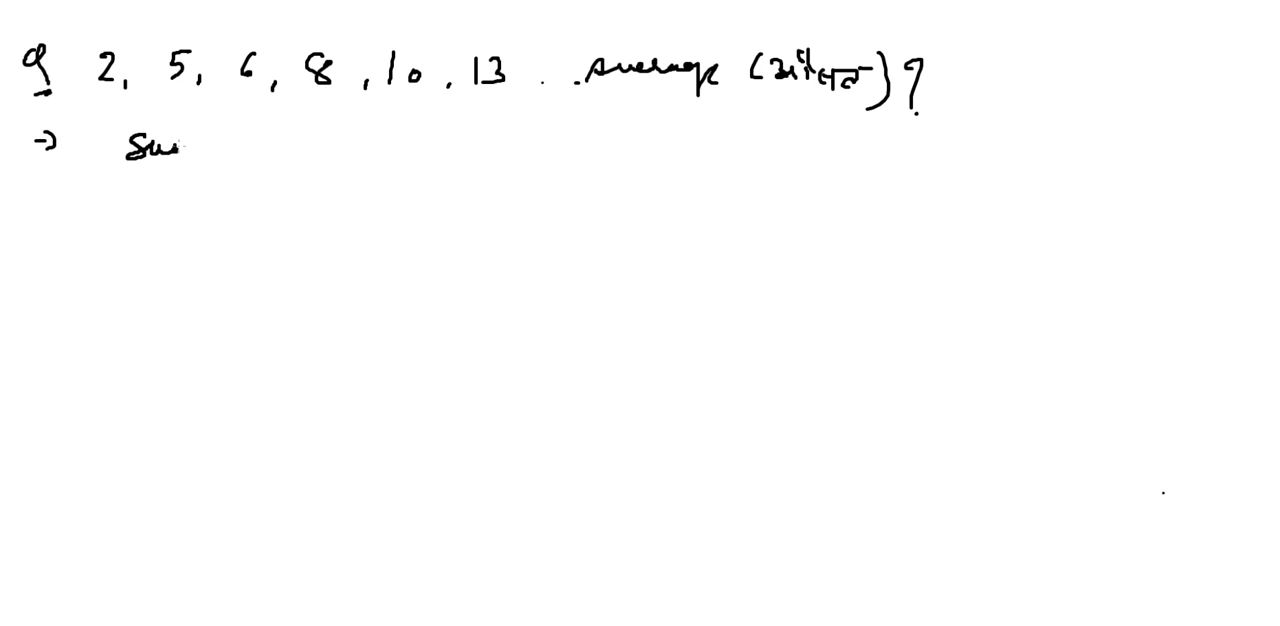 Q 2, 5, 6, 8, 10, 13 . . Average (औसत) ?
→ Su